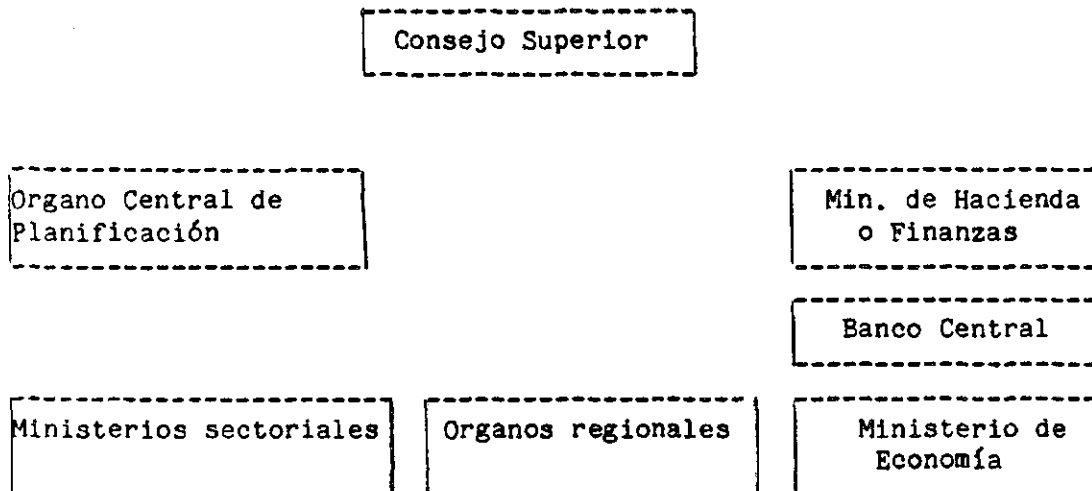 Consejo Superior
Organo Central de
Planificación
Min. de Hacienda
o Finanzas
Banco Central
Ministerios sectoriales
Organos regionales
Ministerio de
Economía